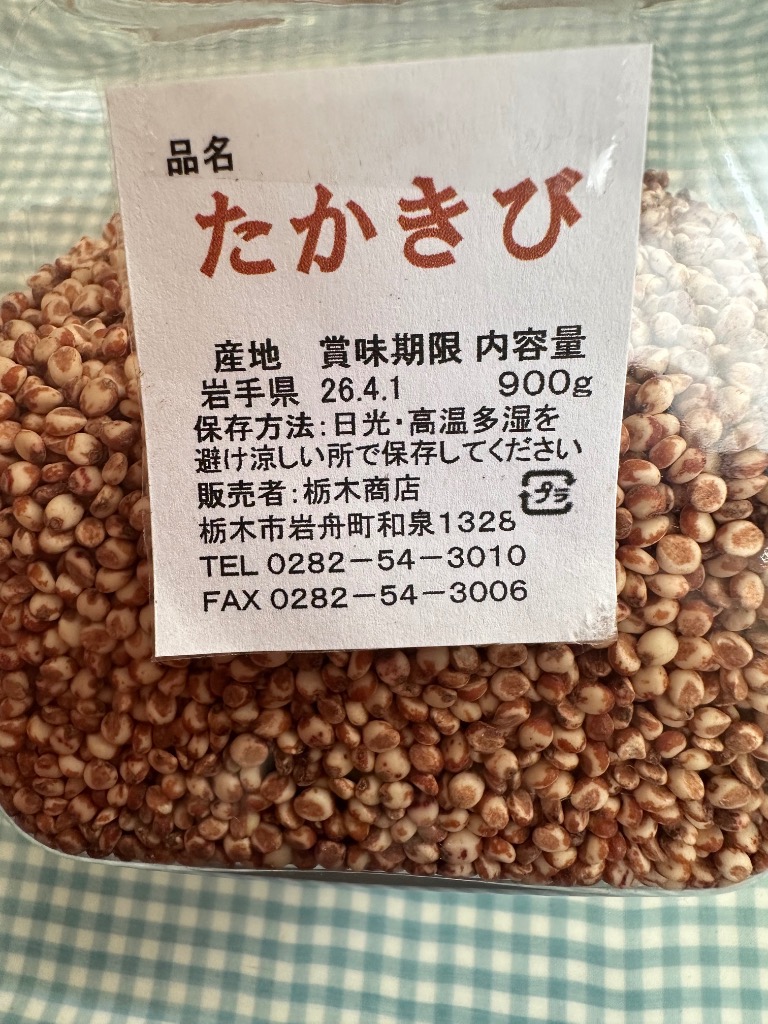 品名
たかきび
産地 賞味期限 内容量
岩手県 26.4.1 900g
保存方法:日光・高温多湿を
避け涼しい所で保存してください
販売者:栃木商店 プラ
栃木市岩舟町和泉1328
TEL 0282－54－3010
FAX 0282－54－3006